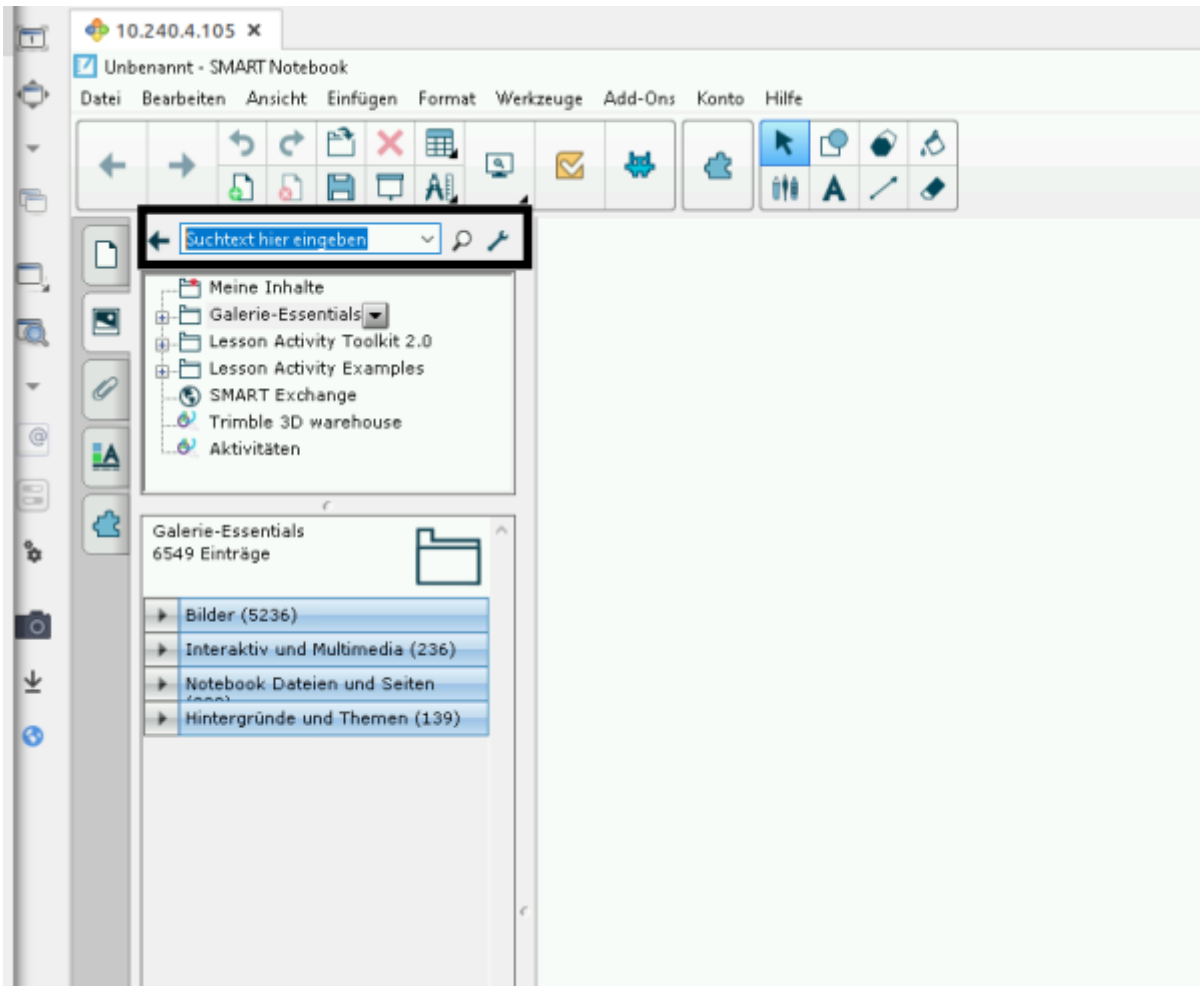 10.240.4.105
Unbenannt - SMART Notebook
Datei Bearbeiten Ansicht Einfügen Format Werkzeuge Add-Ons Konto Hilfe
Suchtext hier eingeben
Meine Inhalte
Galerie-Essentials
Lesson Activity Toolkit 2.0
Lesson Activity Examples
SMART Exchange
Trimble 3D warehouse
Aktivitäten
Galerie-Essentials
6549 Einträge
Bilder (5236)
Interaktiv und Multimedia (236)
Notebook Dateien und Seiten
Hintergründe und Themen (139)